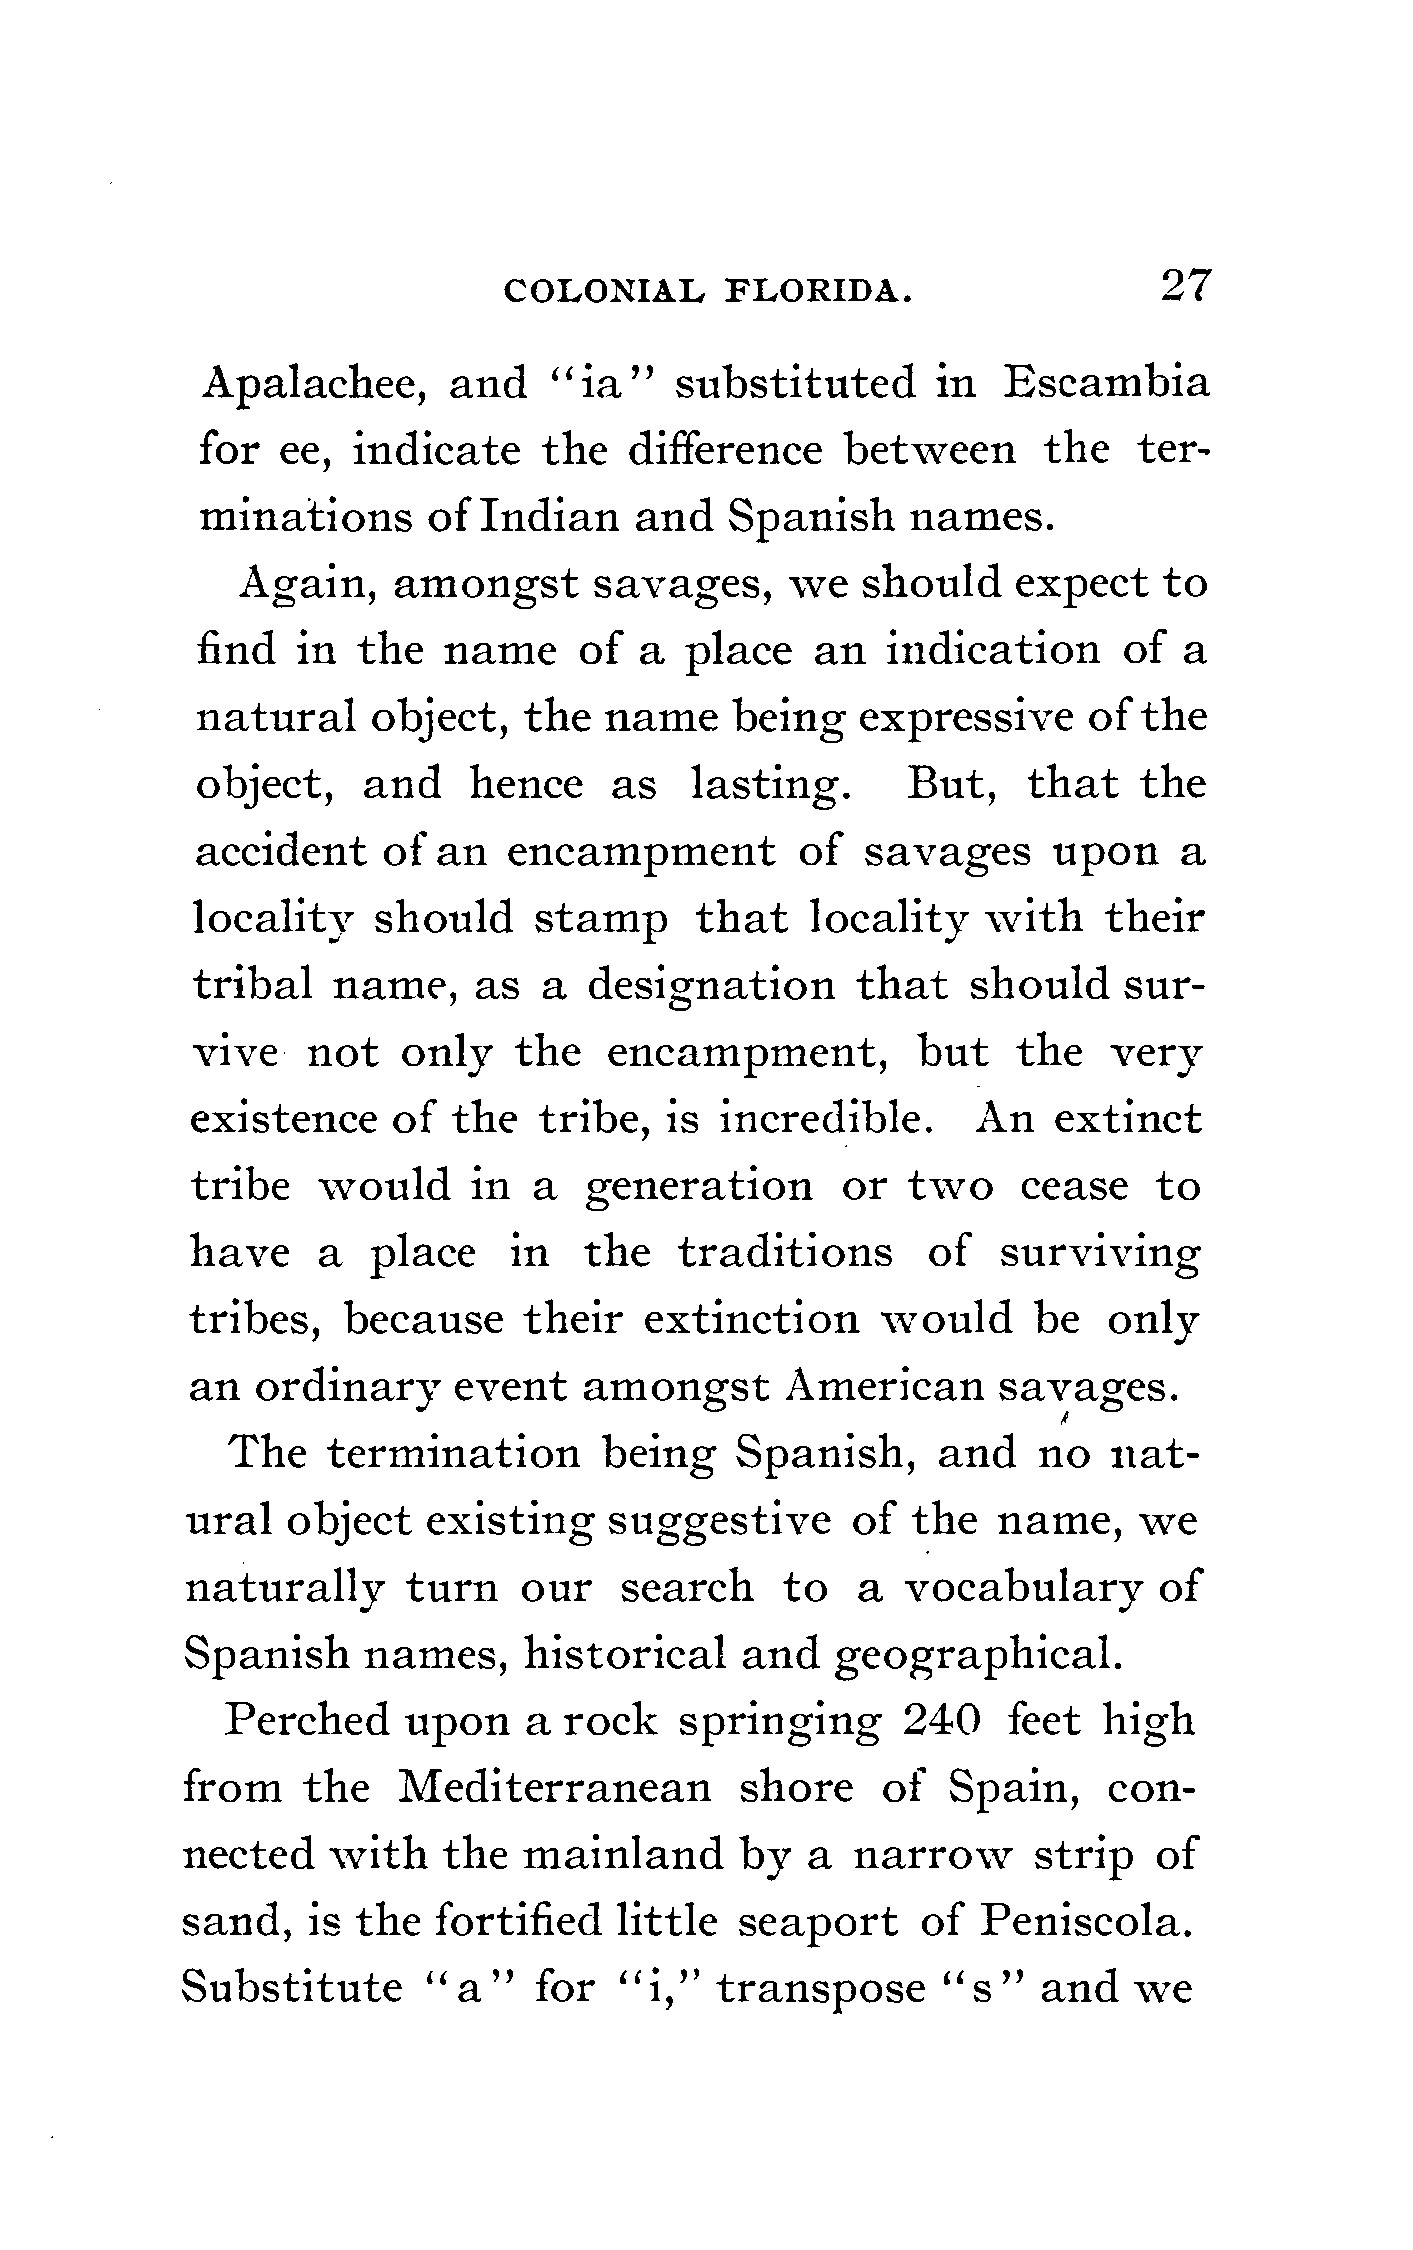 COLONIAL FLORIDA. 27
Apalachee, and "ia" substituted in Escambia
for ee, indicate the difference between the ter-
minations of Indian and Spanish names.
Again, amongst savages, we should expect to
find in the name of a place an indication of a
natural object, the name being expressive of the
object, and hence as lasting. But, that the
accident of an encampment of savages upon a
locality should stamp that locality with their
tribal name, as a designation that should sur-
vive not only the encampment, but the very
existence of the tribe, is incredible. An extinct
tribe would in a generation or two cease to
have a place in the traditions of surviving
tribes, because their extinction would be only
an ordinary event amongst American savages.
The termination being Spanish, and no nat-
ural object existing suggestive of the name, we
naturally turn our search to a vocabulary of
Spanish names, historical and geographical.
Perched upon a rock springing 240 feet high
from the Mediterranean shore of Spain, con-
nected with the mainland by a narrow strip of
sand, is the fortified little seaport of Peniscola.
Substitute "a" for "i," transpose "s" and we